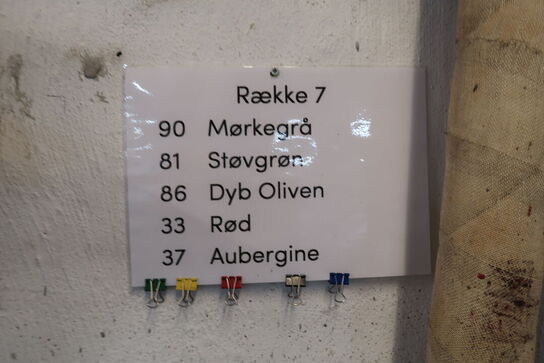 Række 7
90 Mørkegrå
81 Støvgrøn
86 Dyb Oliven
33 Rød
37 Aubergine